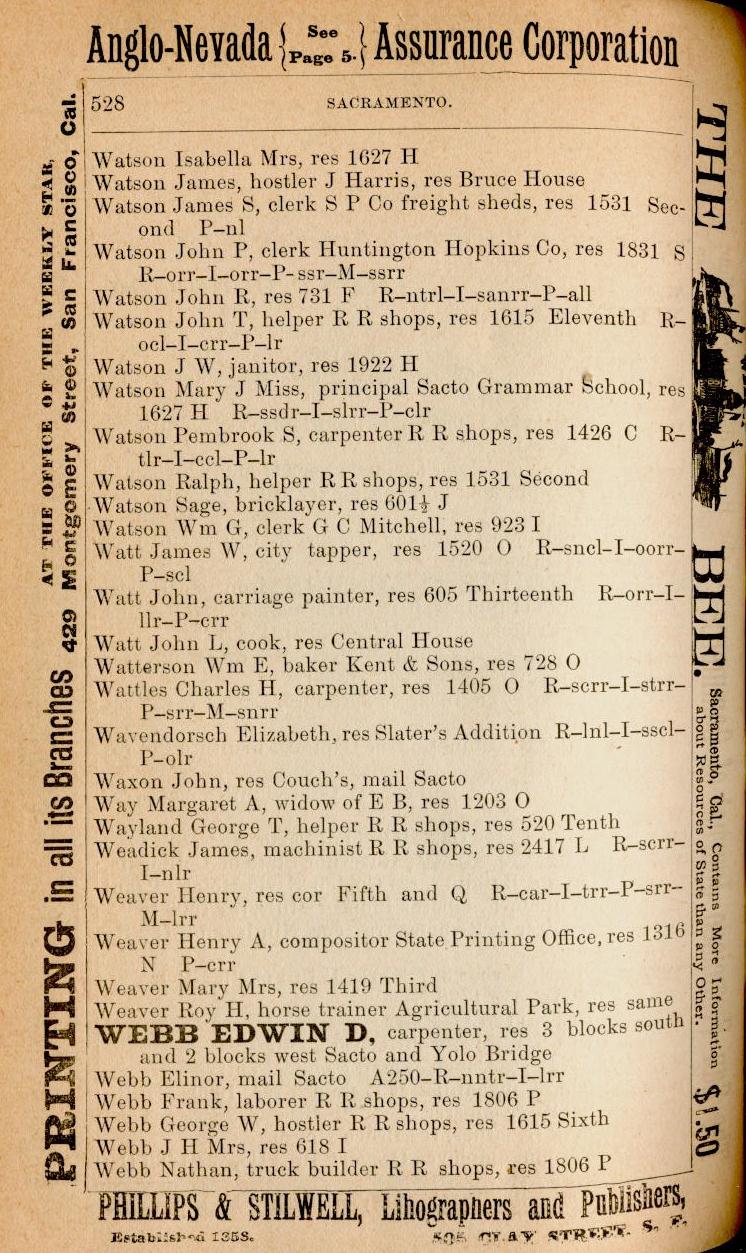 Anglo-Nevada { See Page 5. } Assurance Corporation
528 SACRAMENTO.
Watson Isabella Mrs, res 1627 H
Watson James, hostler J Harris, res Bruce House
Watson James S, clerk S P Co freight sheds, res 1531 Sec-
ond P–nl
Watson John P, clerk Huntington Hopkins Co, res 1831 S
R–orr–I–orr–P–ssr–M–ssrr
Watson John R, res 731 F R–ntrl–I–sanrr–P–all
Watson John T, helper R R shops, res 1615 Eleventh R–
ocl–I–crr–P–lr
Watson J W, janitor, res 1922 H
Watson Mary J Miss, principal Sacto Grammar School, res
1627 H R–ssdr–I–slrr–P–clr
Watson Pembrook S, carpenter R R shops, res 1426 C R–
tlr–I–ccl–P–lr
Watson Ralph, helper R R shops, res 1531 Second
Watson Sage, bricklayer, res 601½ J
Watson Wm G, clerk G C Mitchell, res 923 I
Watt James W, city tapper, res 1520 O R–sncl–I–oorr–
P–scl
Watt John, carriage painter, res 605 Thirteenth R–orr–I–
llr–P–crr
Watt John L, cook, res Central House
Watterson Wm E, baker Kent & Sons, res 728 O
Wattles Charles H, carpenter, res 1405 O R–scrr–I–strr–
P–srr–M–snrr
Wavendorsch Elizabeth, res Slater's Addition R–lnl–I–sscl–
P–olr
Waxon John, res Couch's, mail Sacto
Way Margaret A, widow of E B, res 1203 O
Wayland George T, helper R R shops, res 520 Tenth
Weadick James, machinist R R shops, res 2417 L R–scrr–
I–nlr
Weaver Henry, res cor Fifth and Q R–car–I–trr–P–srr–
M–lrr
Weaver Henry A, compositor State Printing Office, res 1316
N P–crr
Weaver Mary Mrs, res 1419 Third
Weaver Roy H, horse trainer Agricultural Park, res same
WEBB EDWIN D, carpenter, res 3 blocks south
and 2 blocks west Sacto and Yolo Bridge
Webb Elinor, mail Sacto A250–R–nntr–I–lrr
Webb Frank, laborer R R shops, res 1806 P
Webb George W, hostler R R shops, res 1615 Sixth
Webb J H Mrs, res 618 I
Webb Nathan, truck builder R R shops, res 1806 P
PHILLIPS & STILWELL, Lihographers and Publishers,
Established 1858. 505 CLAY STREET. S. F.
PRINTING in all its Branches
AT THE OFFICE OF THE WEEKLY STAR,
429 Montgomery Street, San Francisco, Cal.
THE BEE.
Sacramento, Cal., Contains More Information
about Resources of State than any Other.
$1.50